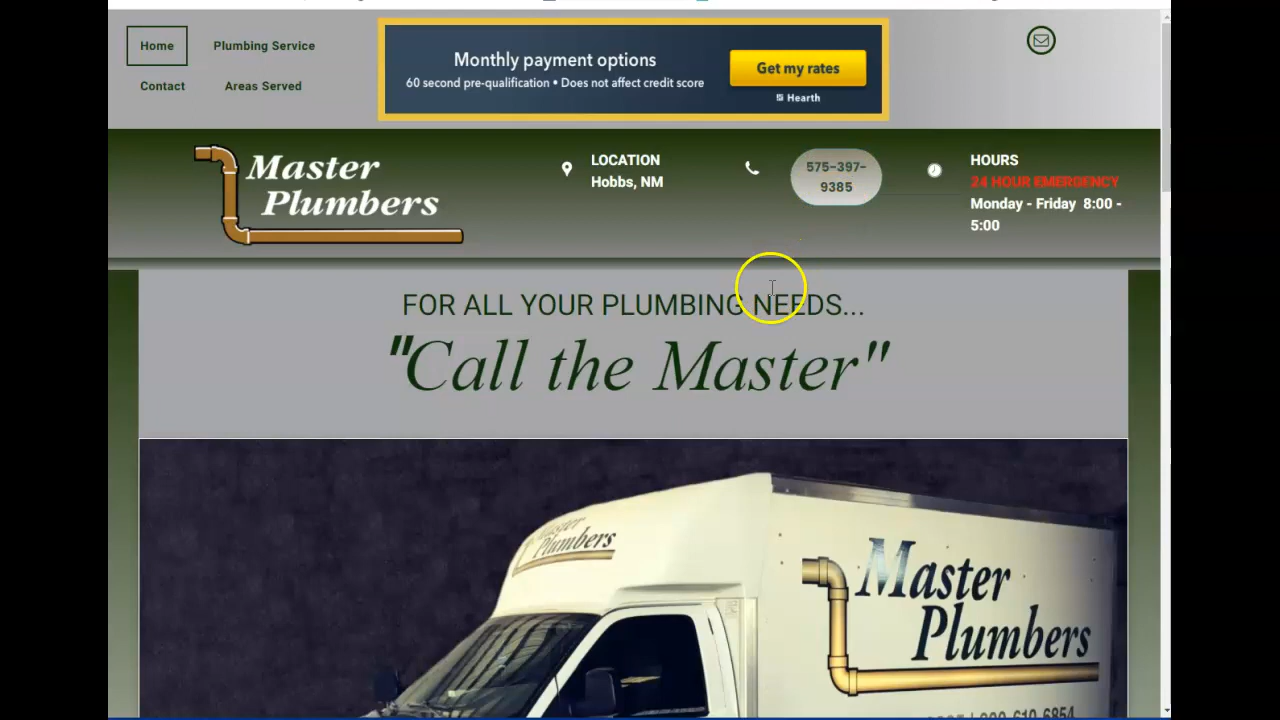 Home
Plumbing Service
Contact
Areas Served
Monthly payment options
60 second pre-qualification • Does not affect credit score
Get my rates
Hearth
Master
Plumbers
LOCATION
Hobbs, NM
575-397-
9385
HOURS
24 HOUR EMERGENCY
Monday - Friday 8:00 -
5:00
FOR ALL YOUR PLUMBING NEEDS...
"Call the Master"
Master
Plumbers
Master
Plumbers